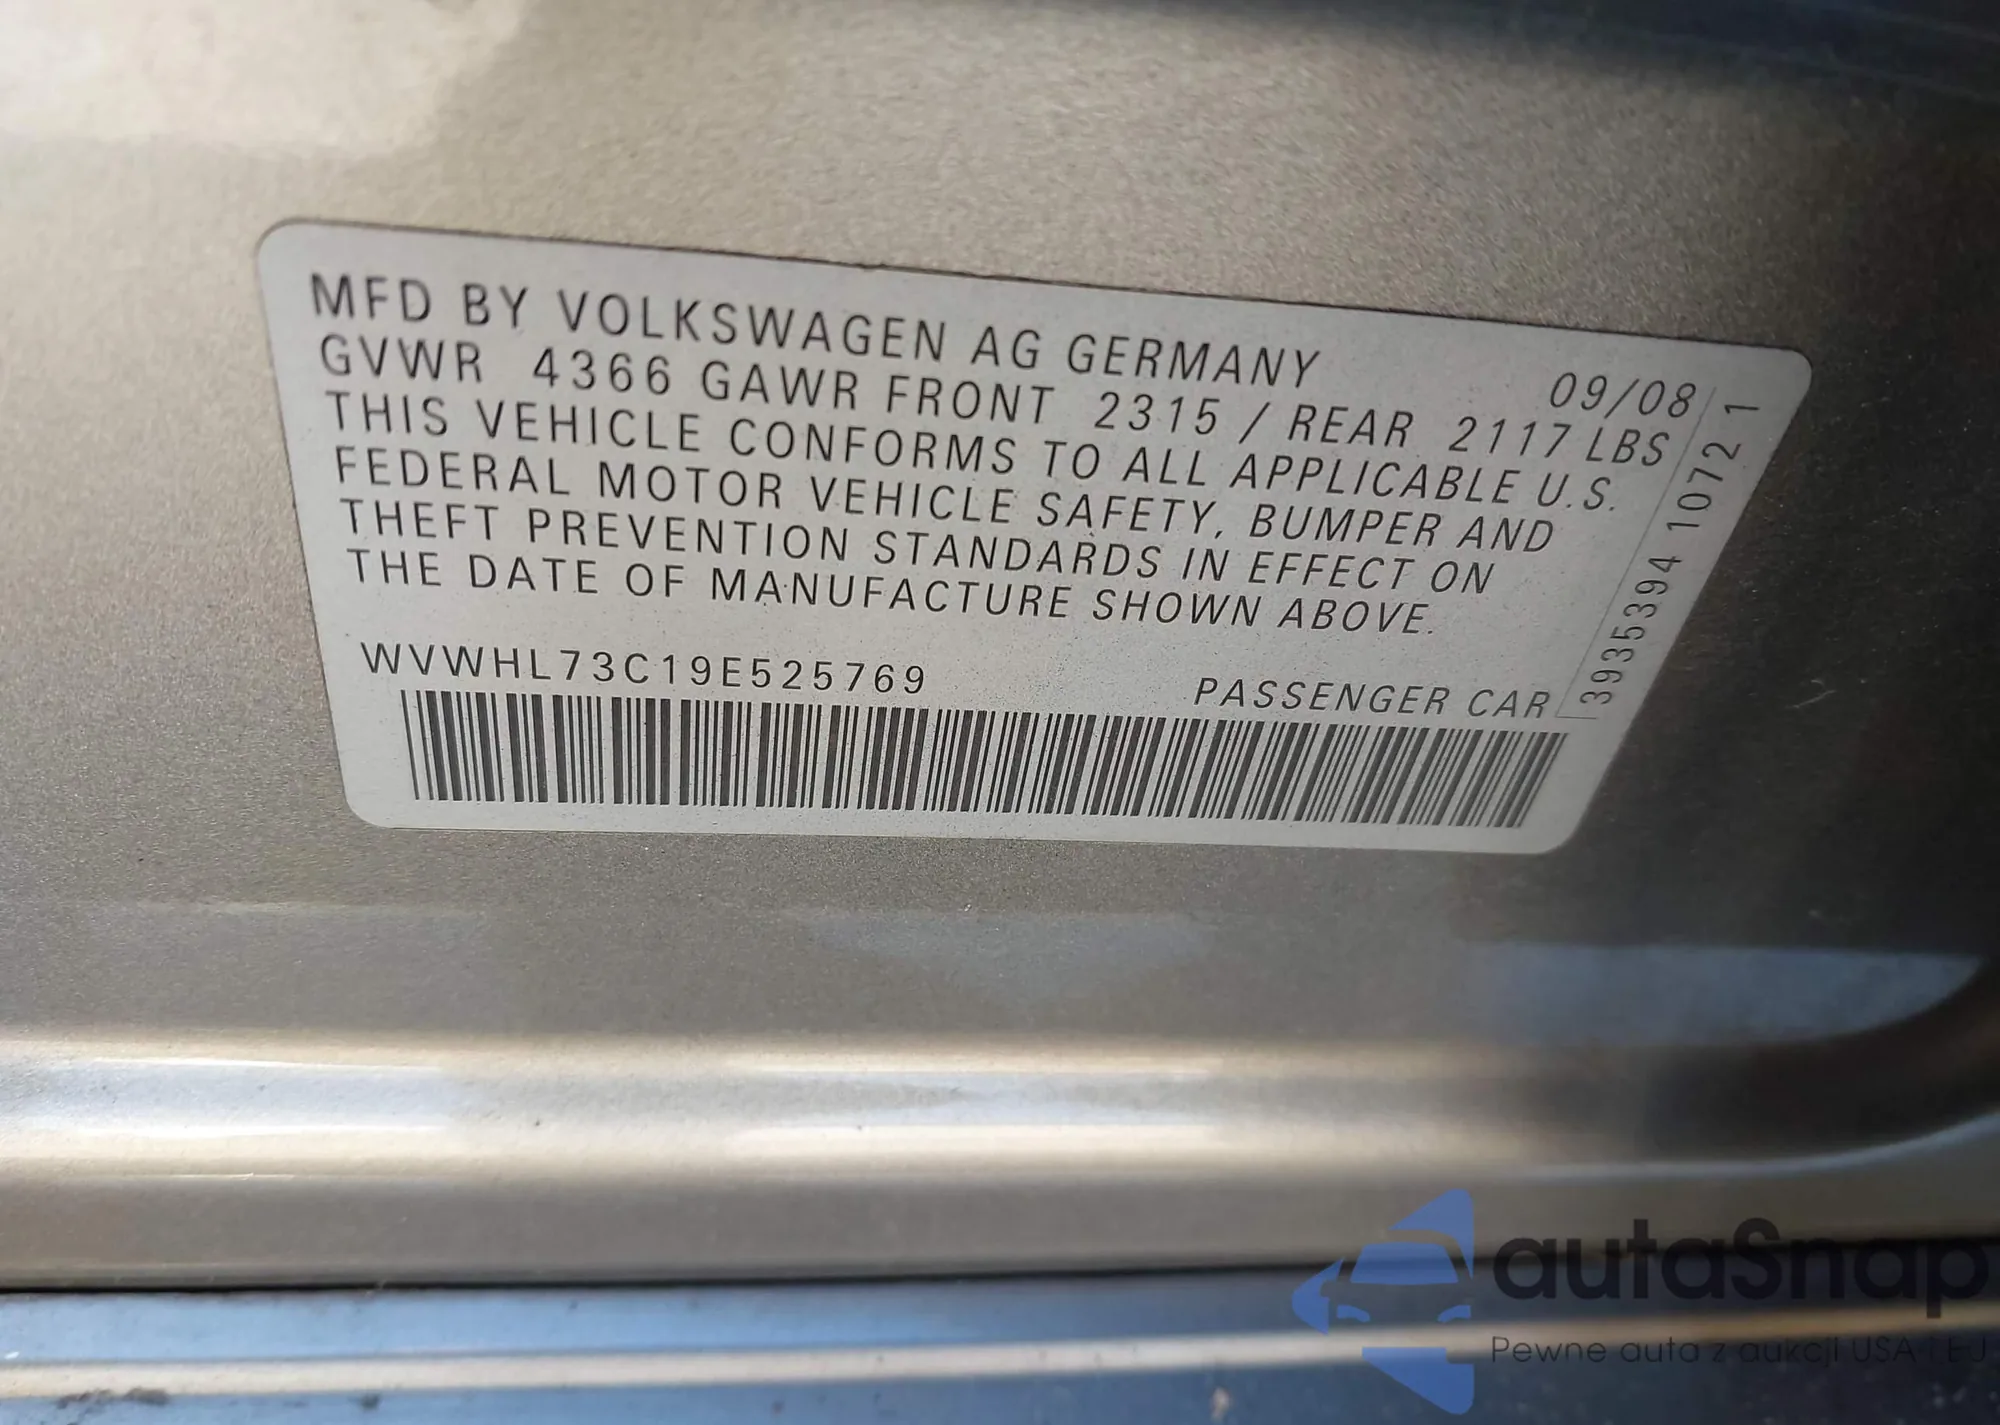 MFD BY VOLKSWAGEN AG GERMANY 09/08
GVWR 4366 GAWR FRONT 2315 / REAR 2117 LBS
THIS VEHICLE CONFORMS TO ALL APPLICABLE U.S.
FEDERAL MOTOR VEHICLE SAFETY, BUMPER AND
THEFT PREVENTION STANDARDS IN EFFECT ON
THE DATE OF MANUFACTURE SHOWN ABOVE.
WVWHL73C19E525769
PASSENGER CAR
3935394 1072 1
autaSnap
Pewne auta z aukcji USA i EU